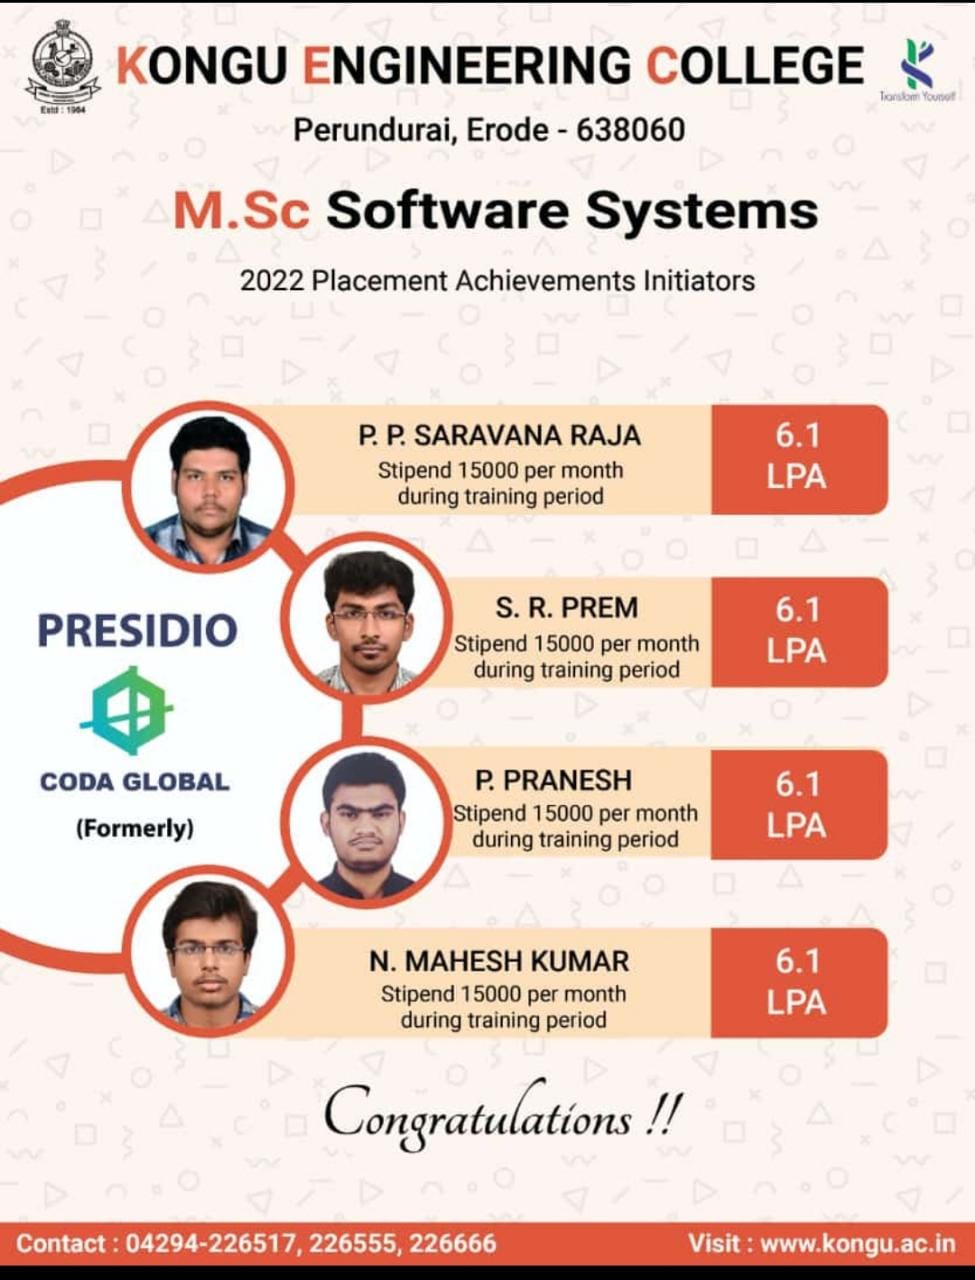 KONGU ENGINEERING COLLEGE
Estd : 1984
Transform Yourself
Perundurai, Erode - 638060
M.Sc Software Systems
2022 Placement Achievements Initiators
P. P. SARAVANA RAJA
Stipend 15000 per month
during training period
6.1
LPA
S. R. PREM
Stipend 15000 per month
during training period
6.1
LPA
PRESIDIO
CODA GLOBAL
(Formerly)
P. PRANESH
Stipend 15000 per month
during training period
6.1
LPA
N. MAHESH KUMAR
Stipend 15000 per month
during training period
6.1
LPA
Congratulations !!
Contact : 04294-226517, 226555, 226666
Visit : www.kongu.ac.in